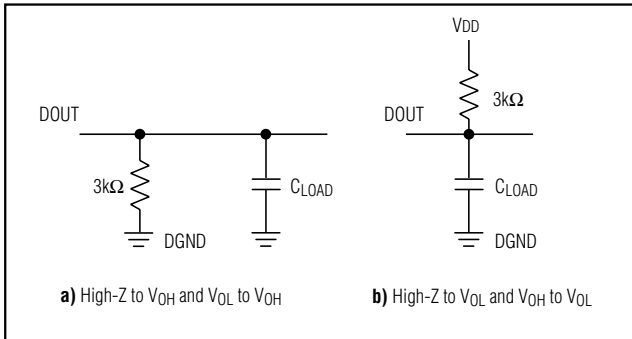 VDD
3kΩ
DOUT
DOUT
3kΩ
CLOAD
CLOAD
DGND
DGND
a) High-Z to VOH and VOL to VOH
b) High-Z to VOL and VOH to VOL